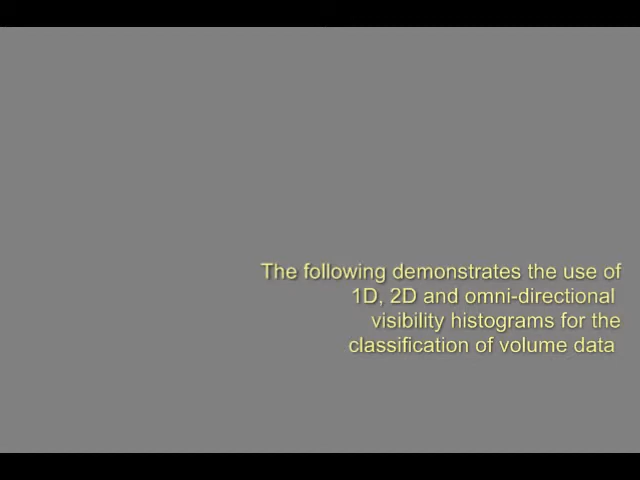 The following demonstrates the use of
1D, 2D and omni-directional
visibility histograms for the
classification of volume data